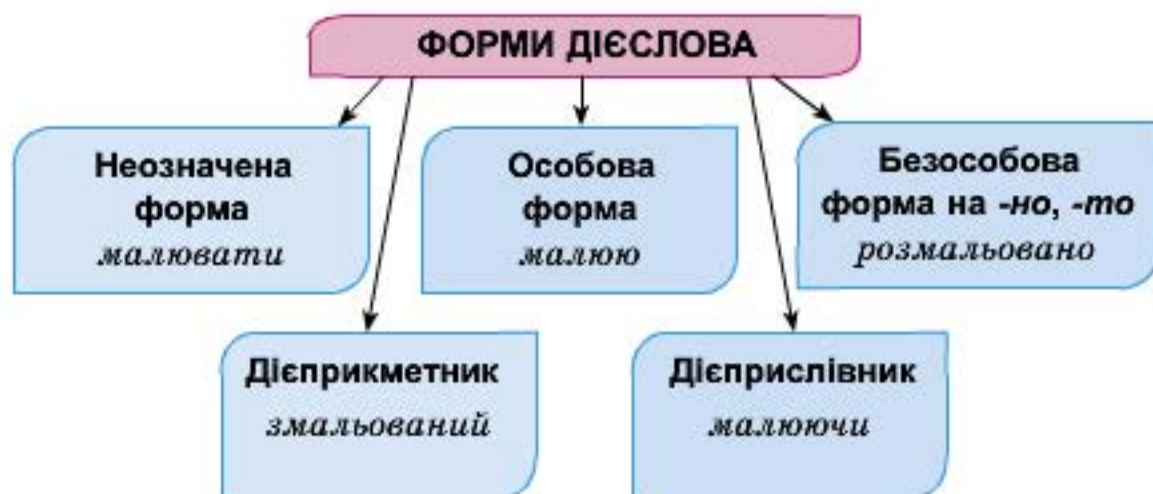 ФОРМИ ДІЄСЛОВА
Неозначена
форма
малювати
Особова
форма
малюю
Безособова
форма на -но, -то
розмальовано
Дієприкметник
змальований
Дієприслівник
малюючи